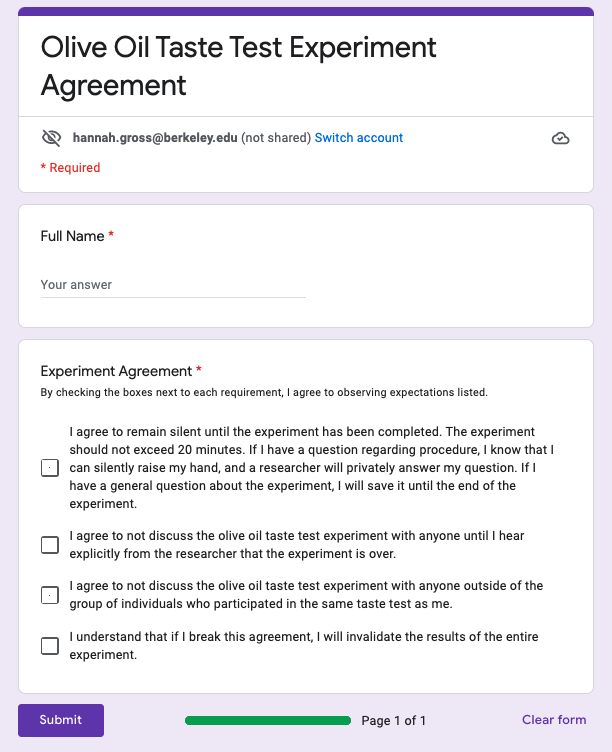 Olive Oil Taste Test Experiment
Agreement
hannah.gross@berkeley.edu (not shared) Switch account
* Required
Full Name *
Your answer
Experiment Agreement *
By checking the boxes next to each requirement, I agree to observing expectations listed.
I agree to remain silent until the experiment has been completed. The experiment
should not exceed 20 minutes. If I have a question regarding procedure, I know that I
can silently raise my hand, and a researcher will privately answer my question. If I
have a general question about the experiment, I will save it until the end of the
experiment.
I agree to not discuss the olive oil taste test experiment with anyone until I hear
explicitly from the researcher that the experiment is over.
I agree to not discuss the olive oil taste test experiment with anyone outside of the
group of individuals who participated in the same taste test as me.
I understand that if I break this agreement, I will invalidate the results of the entire
experiment.
Submit
Page 1 of 1
Clear form